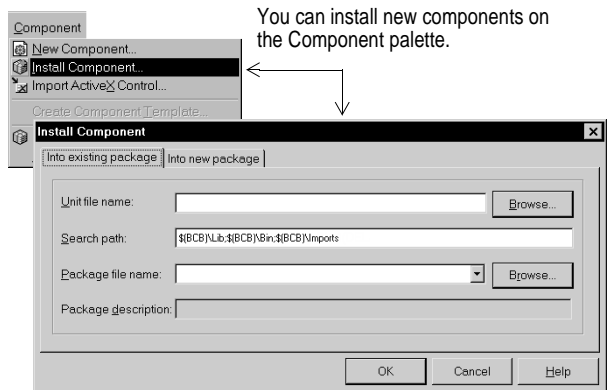 You can install new components on
the Component palette.
Component
New Component...
Install Component...
Import ActiveX Control...
Create Component Template...
Install Component
Into existing package
Into new package
Unit file name:
Browse...
Search path:
$(BCB)\Lib;$(BCB)\Bin;$(BCB)\Imports
Package file name:
Browse...
Package description:
OK
Cancel
Help